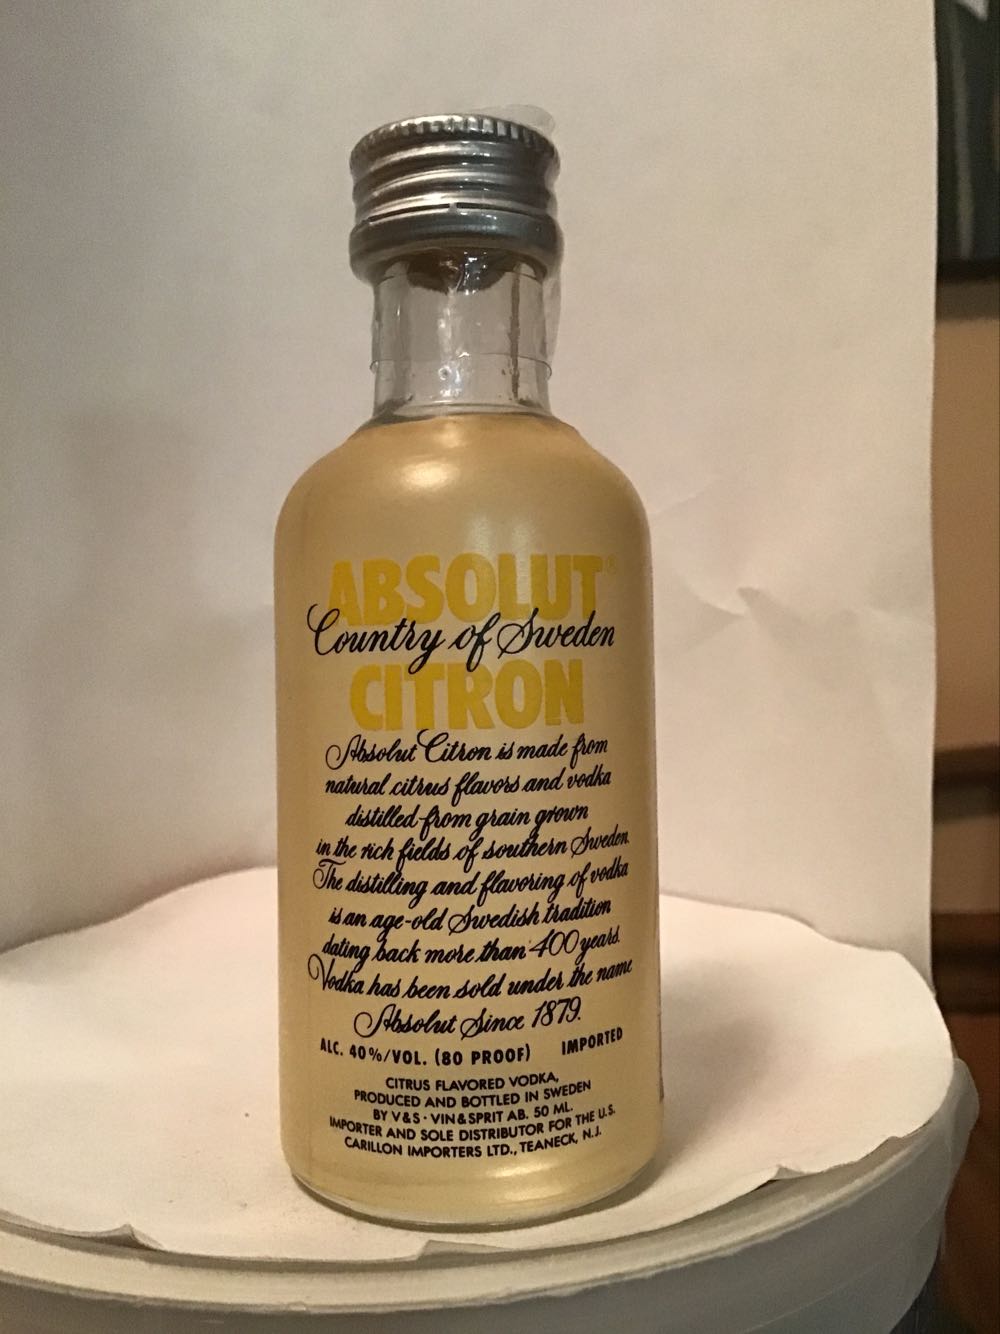 ABSOLUT®
Country of Sweden
CITRON
Absolut Citron is made from
natural citrus flavors and vodka
distilled from grain grown
in the rich fields of southern Sweden.
The distilling and flavoring of vodka
is an age-old Swedish tradition
dating back more than 400 years.
Vodka has been sold under the name
Absolut Since 1879.
ALC. 40%/VOL. (80 PROOF) IMPORTED
CITRUS FLAVORED VODKA,
PRODUCED AND BOTTLED IN SWEDEN
BY V&S · VIN&SPRIT AB. 50 ML.
IMPORTER AND SOLE DISTRIBUTOR FOR THE U.S.
CARILLON IMPORTERS LTD., TEANECK, N.J.